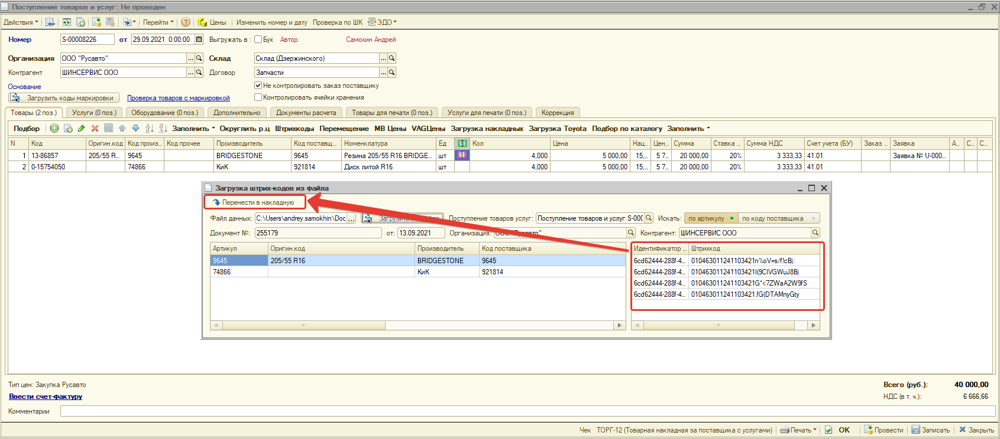 Поступление товаров и услуг: Не проведен
Действия Перейти Цены Изменить номер и дату Проверка по ШК ЭДО
Номер S-00008226 от 29.09.2021 0:00:00 Выгружать в : Бух Автор Самохин Андрей
Организация ООО "Русавто" ... Склад Склад (Дзержинского) ...
Контрагент ШИНСЕРВИС ООО ... Договор Запчасти ...
Основание Не контролировать заказ поставщику
Загрузить коды маркировки Проверка товаров с маркировкой Контролировать ячейки хранения
Товары (2 поз.) Услуги (0 поз.) Оборудование (0 поз.) Дополнительно Документы расчета Товары для печати (0 поз.) Услуги для печати (0 поз.) Коррекция
Подбор Заполнить Округлить р.ц Штрихкоды Перемещение MB Цены VAGЦены Загрузка накладных Загрузка Toyota Подбор по каталогу Заполнить
N Код Оригин.код Код произ... Код прочее Производитель Код поставщ... Номенклатура Ед Кол Цена Нац... Цен... Сумма Ставка ... Сумма НДС Счет учета (БУ) Заказ ... Заявка А... С... С...
1 13-86857 205/55 R... 9645 BRIDGESTONE 9645 Резина 205/55 R16 BRIDGE... шт 4,000 5 000,00 15,... 5 7... 20 000,00 20% 3 333,33 41.01 Заявка № U-000...
2 0-15754050 74866 КиК 921814 Диск литой R16 шт 4,000 5 000,00 15,... 5 7... 20 000,00 20% 3 333,33 41.01
Загрузка штрих-кодов из файла
Перенести в накладную
Файл данных: C:\Users\andrey.samokhin\Doc ... Загрузить Поступление товаров услуг: Поступление товаров и услуг S-000 Искать: по артикулу по коду поставщика
Документ №: 255179 от: 13.09.2021 Организация: ООО "Русавто" Контрагент: ШИНСЕРВИС ООО
Артикул Оригин.код Производитель Код поставщика Идентификатор ... Штрихкод
9645 205/55 R16 BRIDGESTONE 9645 6cd62444-288f-4... 010463011241103421n%oV=s/f!cBj:
74866 КиК 921814 6cd62444-288f-4... 010463011241103421I(9CIVGWuJ8Bj
6cd62444-288f-4... 010463011241103421G*<7ZWaA2W9fS
6cd62444-288f-4... 010463011241103421.fG(DTAMnyGty
Тип цен: Закупка Русавто Всего (руб.): 40 000,00
Ввести счет-фактуру НДС (в т. ч.): 6 666,66
Комментарии
Чек ТОРГ-12 (Товарная накладная за поставщика с услугами) Печать OK Провести Записать Закрыть